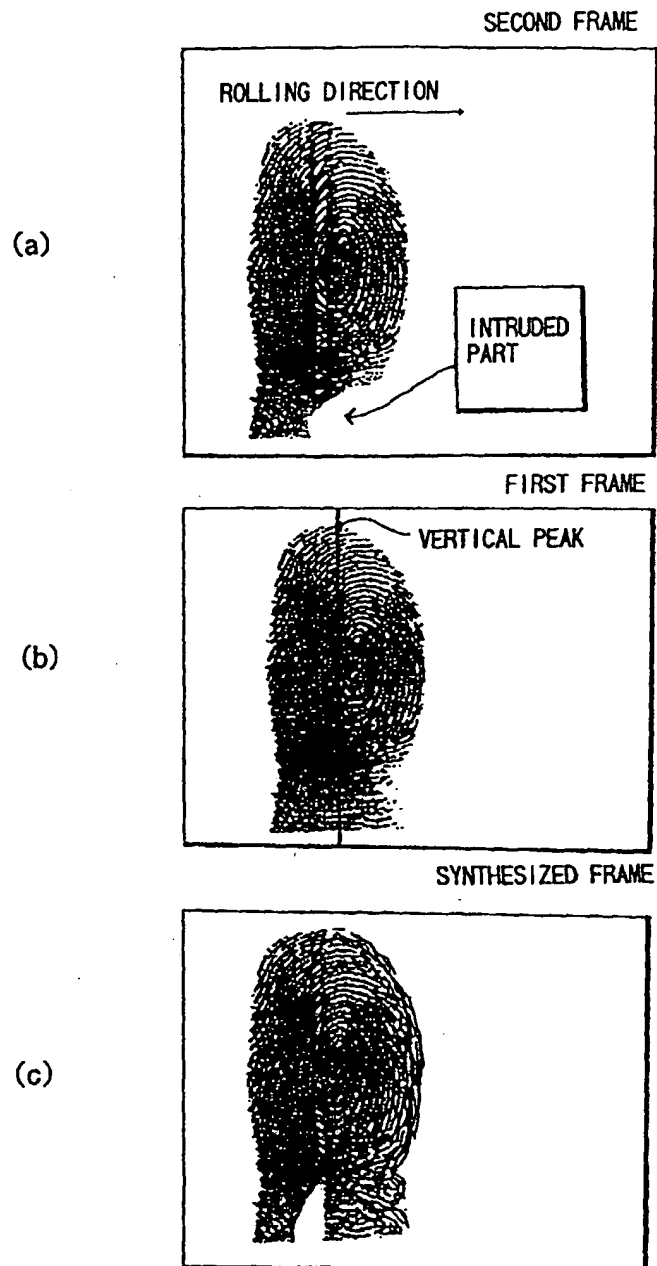 SECOND FRAME
ROLLING DIRECTION
(a)
INTRUDED
PART
FIRST FRAME
VERTICAL PEAK
(b)
SYNTHESIZED FRAME
(c)